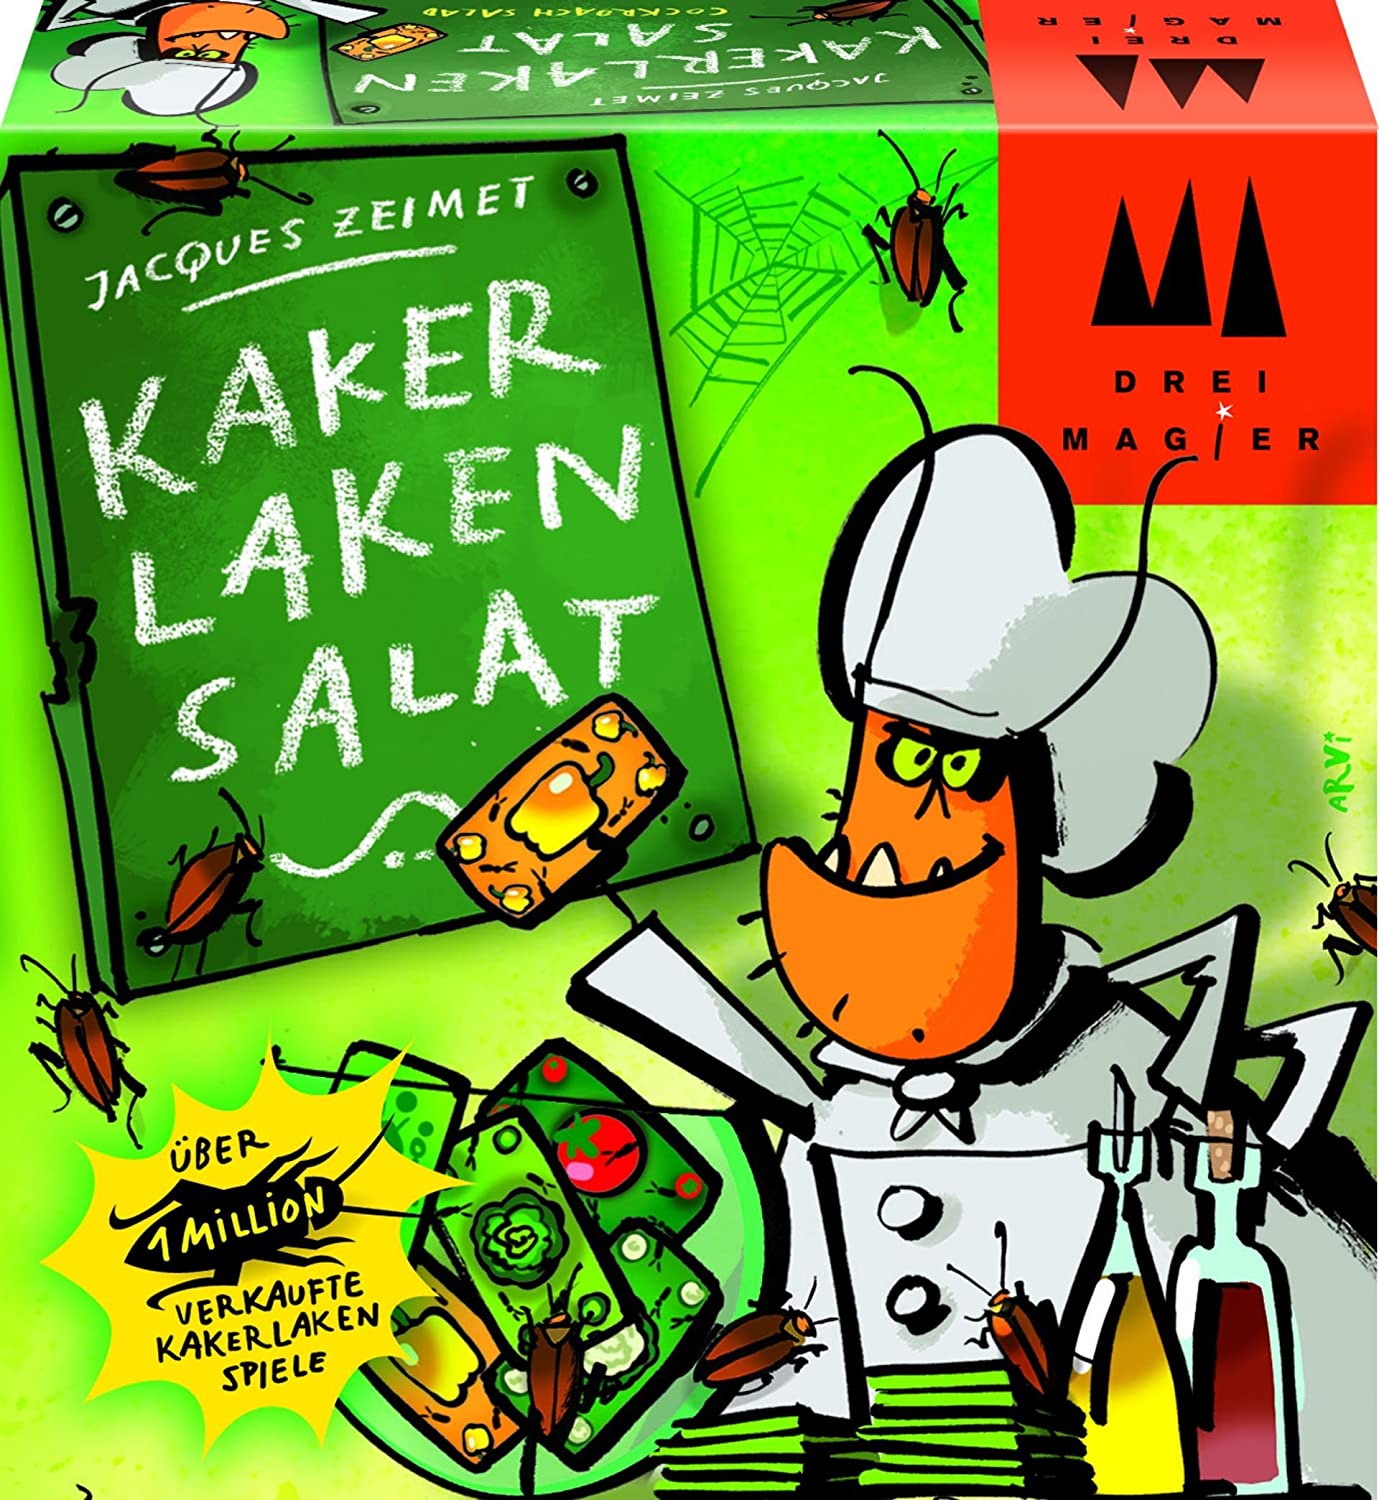 COCKROACH SALAD
KAKERLAKEN
SALAT
JACQUES ZEIMET
DREI
MAGIER
JACQUES ZEIMET
KAKER
LAKEN
SALAT
DREI
MAGIER
ARVi
ÜBER
1 MILLION
VERKAUFTE
KAKERLAKEN
SPIELE